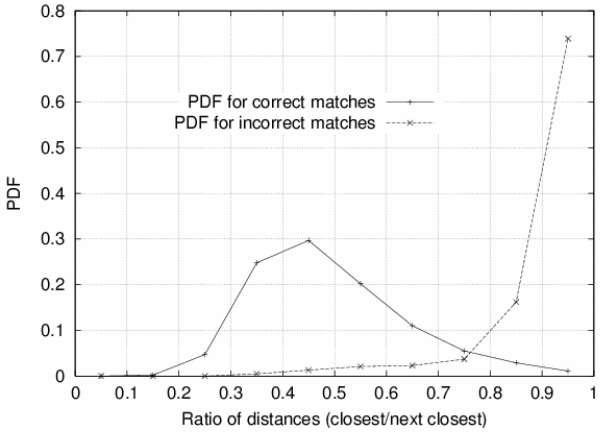 0.8
0.7
0.6
0.5
0.4
0.3
0.2
0.1
0
PDF
PDF for correct matches
PDF for incorrect matches
0 0.1 0.2 0.3 0.4 0.5 0.6 0.7 0.8 0.9 1
Ratio of distances (closest/next closest)